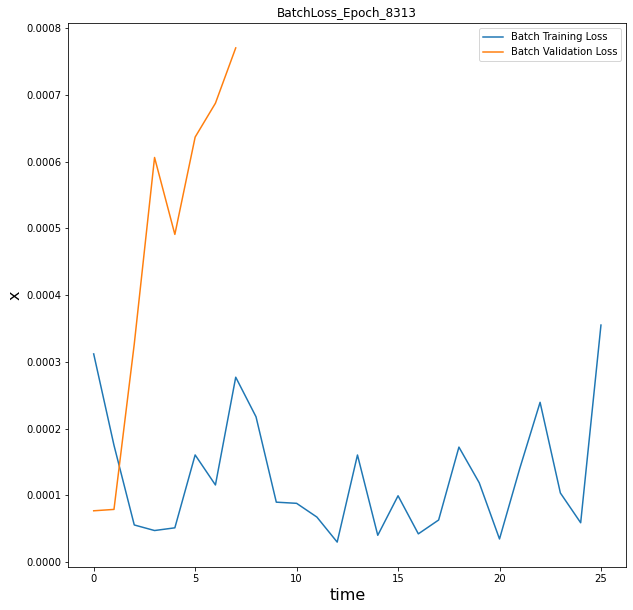 BatchLoss_Epoch_8313
Batch Training Loss
Batch Validation Loss
0.0008
0.0007
0.0006
0.0005
0.0004
0.0003
0.0002
0.0001
0.0000
x
0 5 10 15 20 25
time